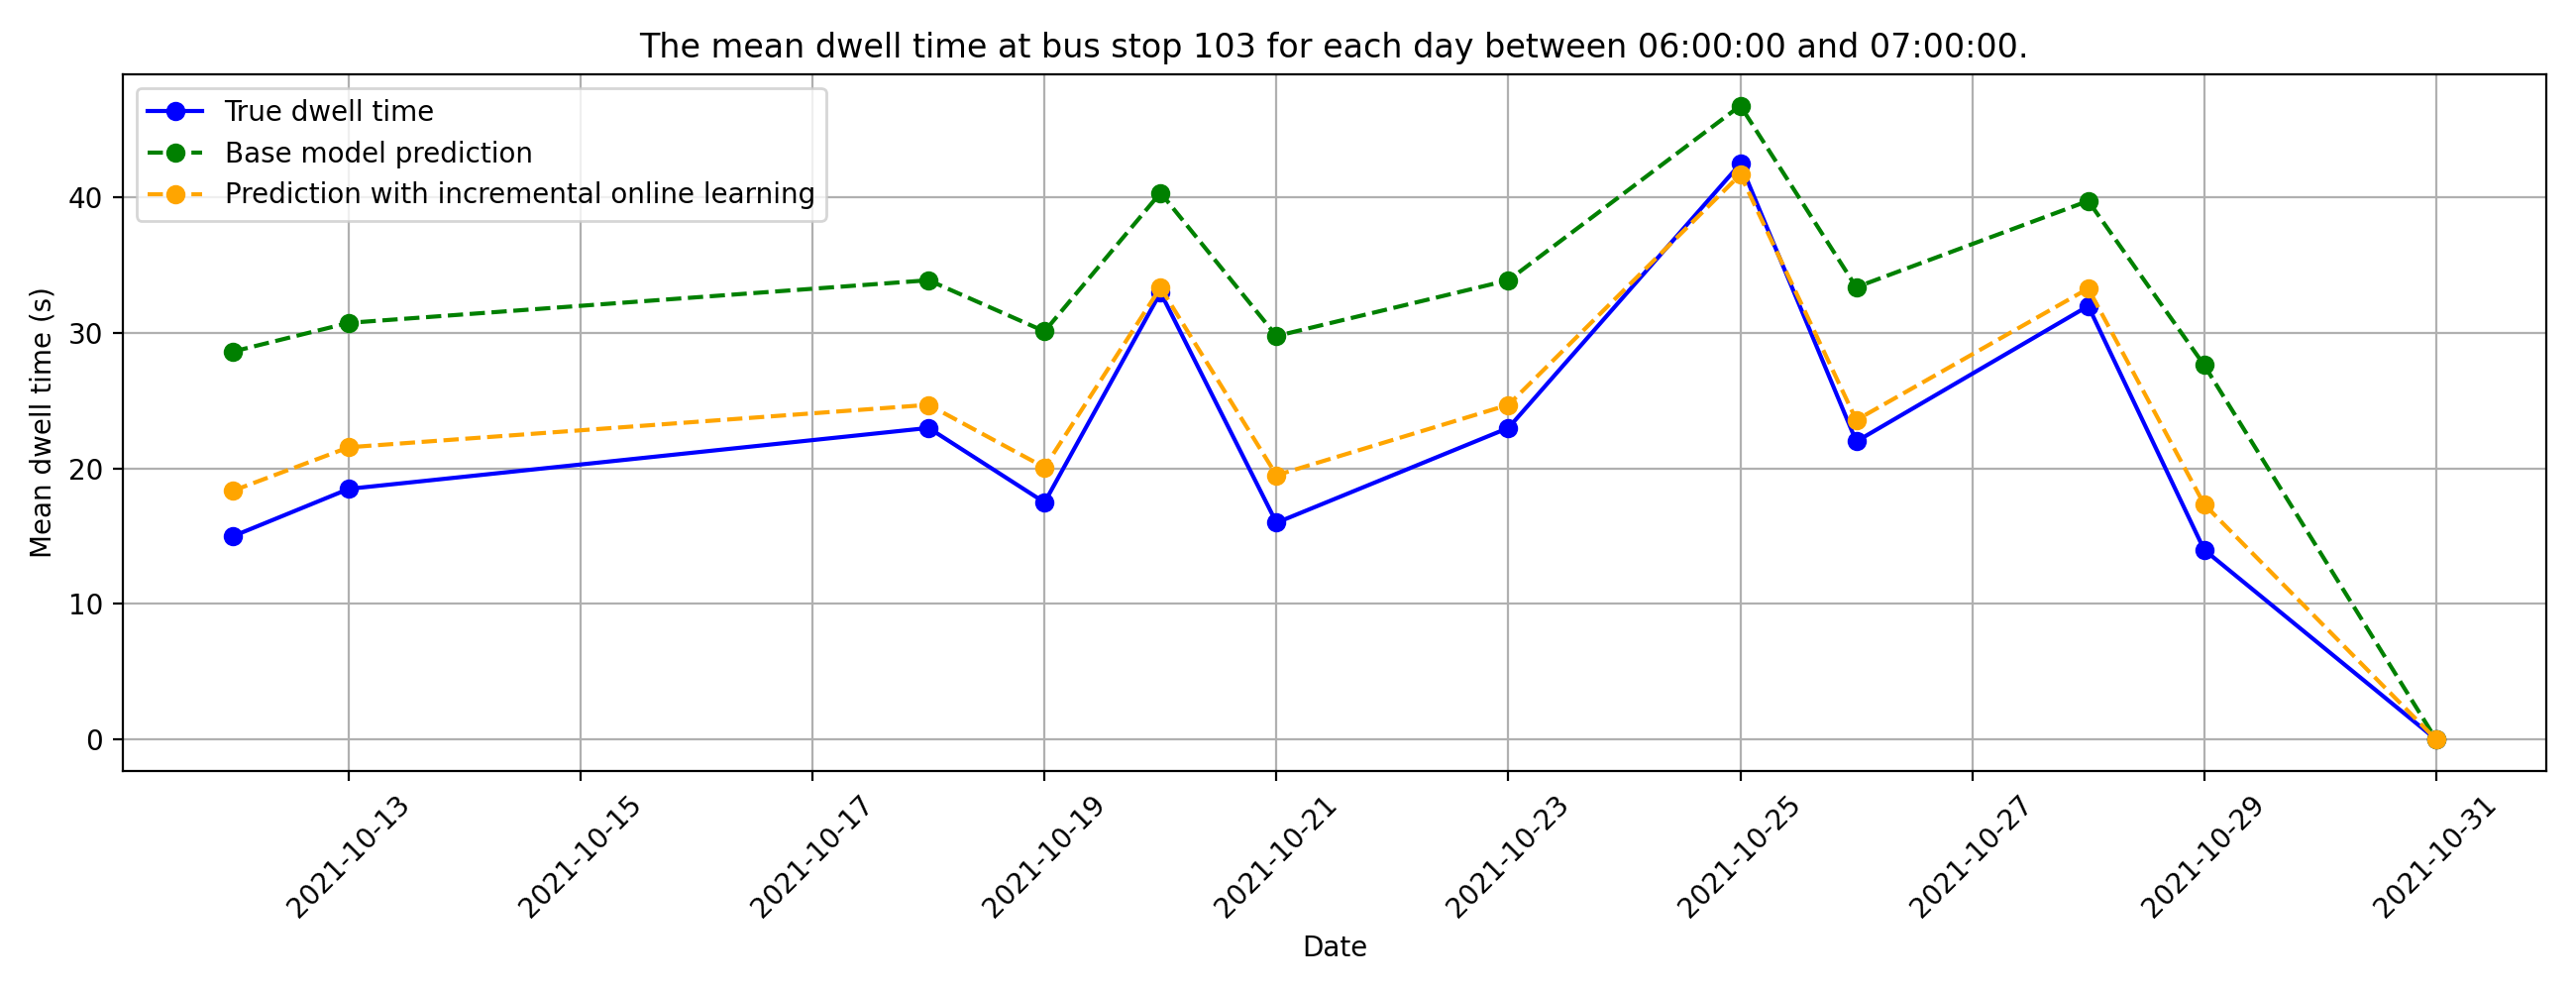 The mean dwell time at bus stop 103 for each day between 06:00:00 and 07:00:00.
True dwell time
Base model prediction
Prediction with incremental online learning
Mean dwell time (s)
40
30
20
10
0
2021-10-13
2021-10-15
2021-10-17
2021-10-19
2021-10-21
2021-10-23
2021-10-25
2021-10-27
2021-10-29
2021-10-31
Date